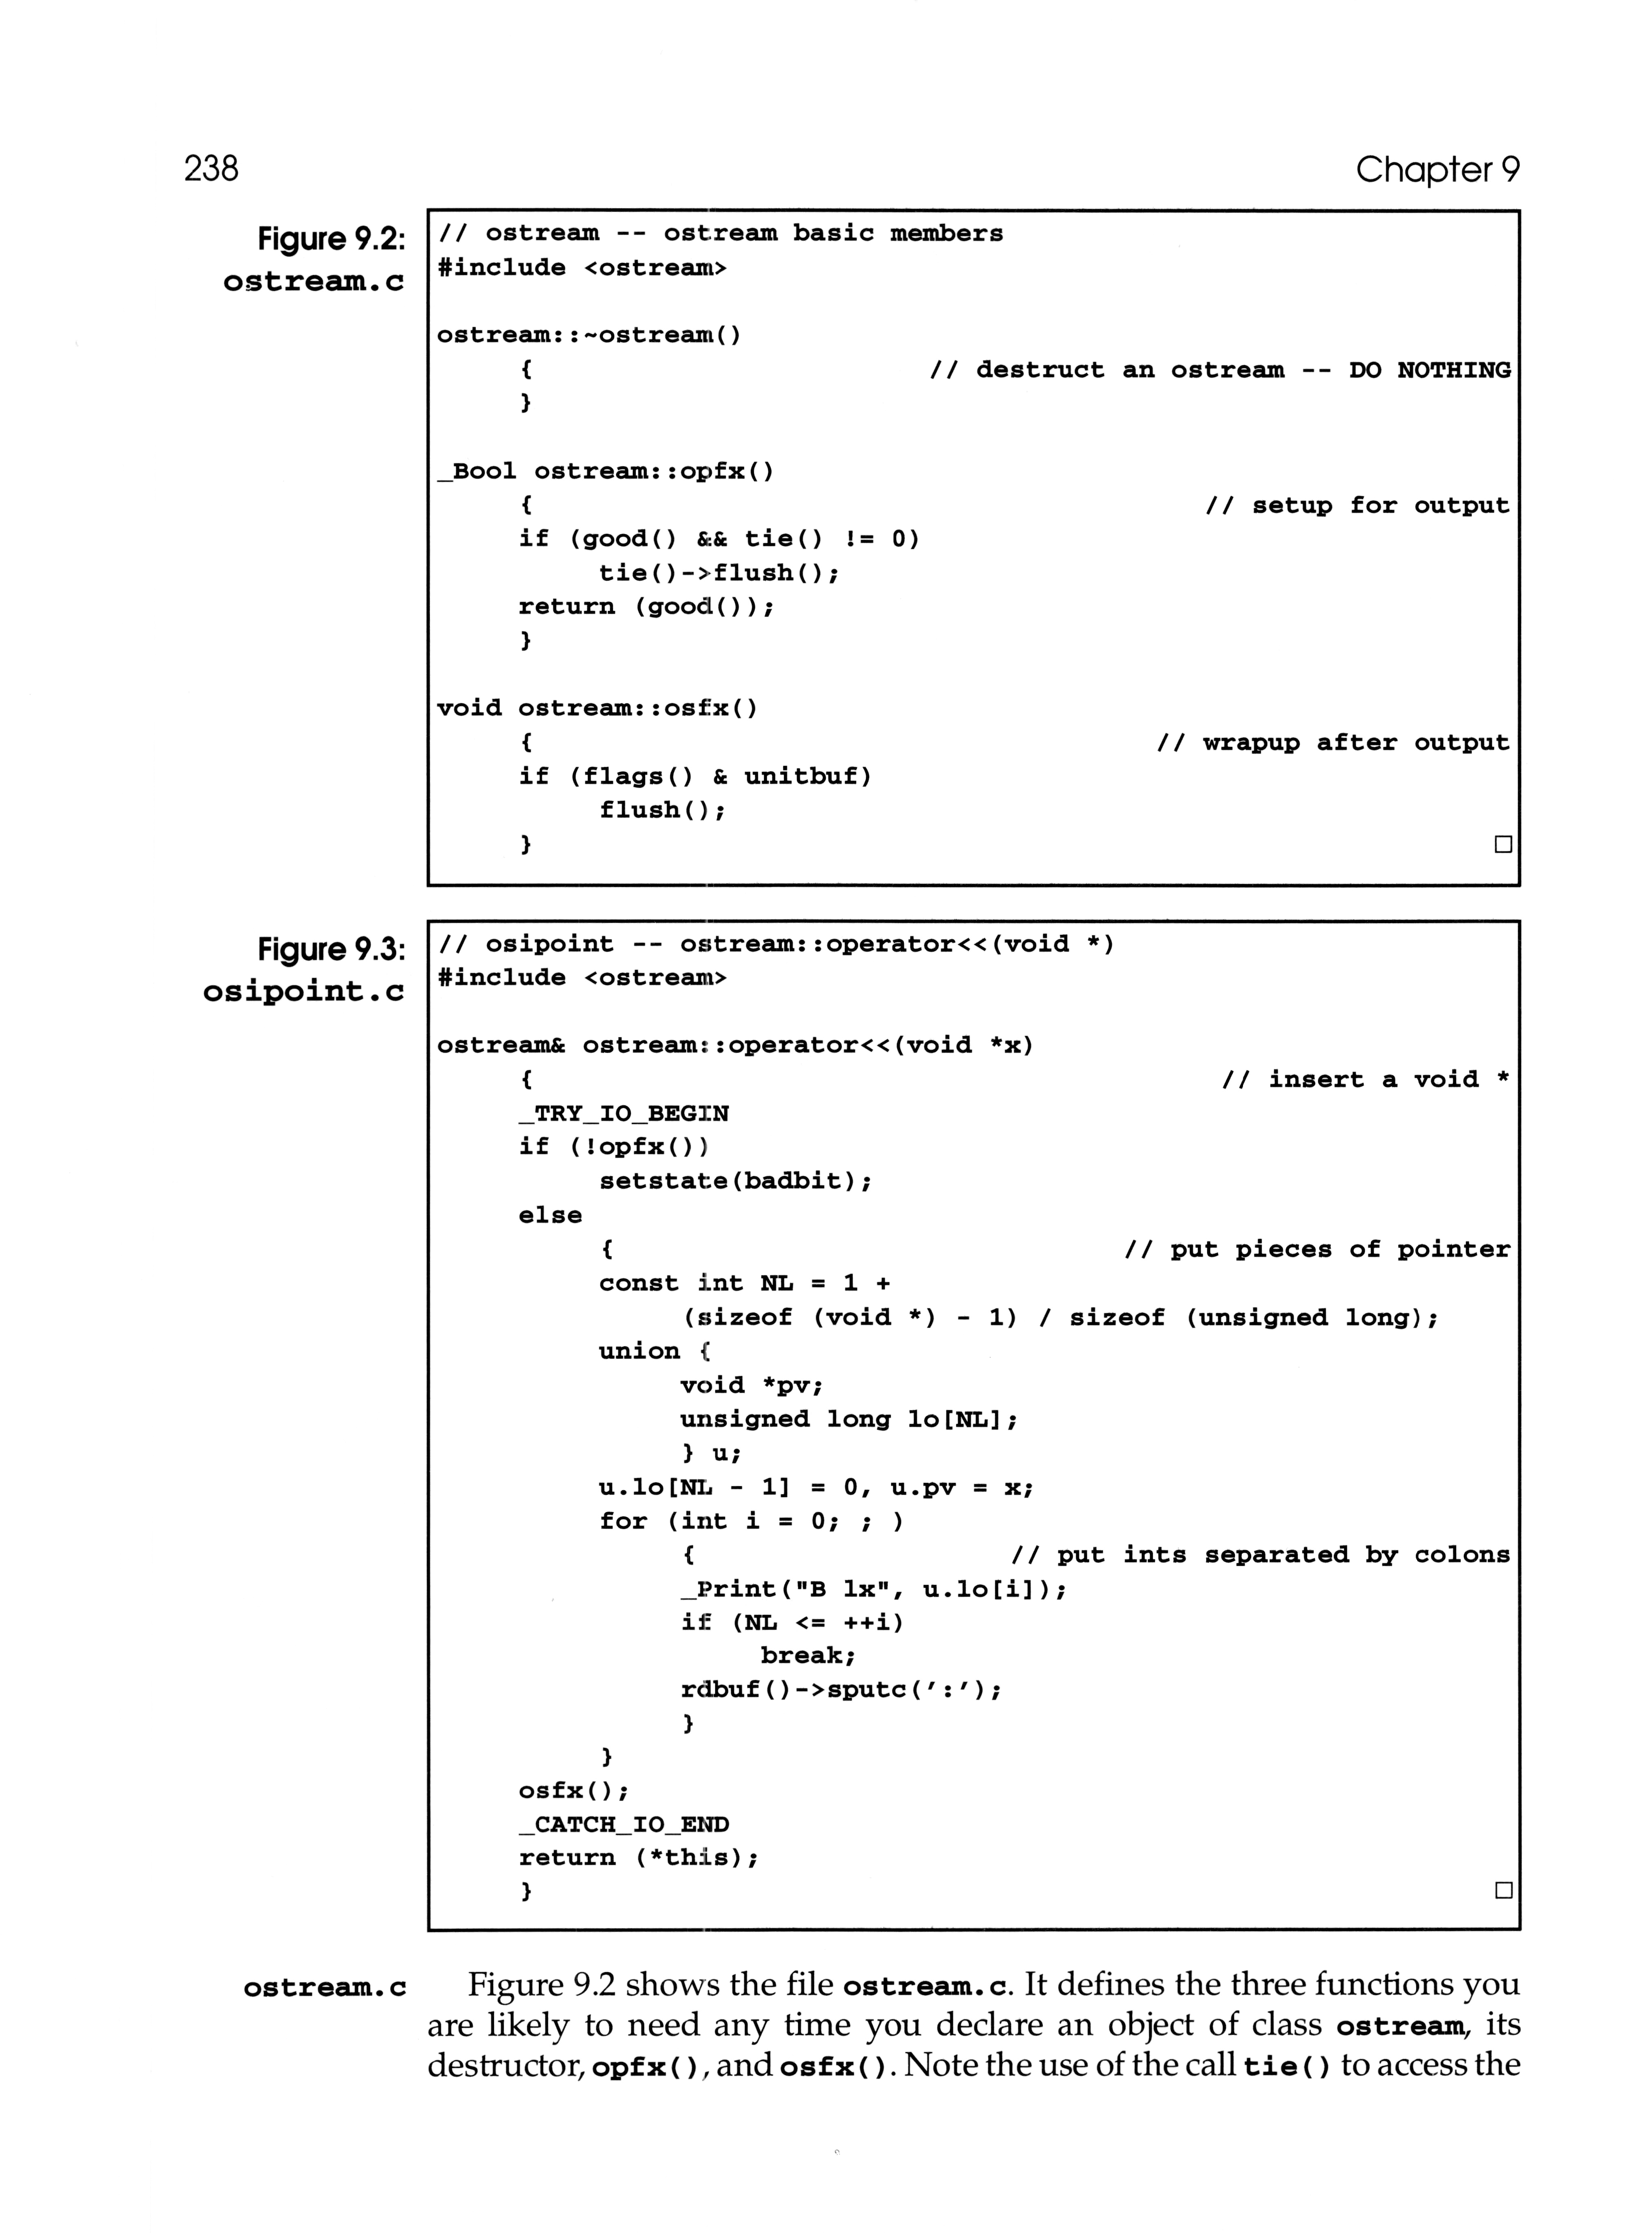 238 Chapter 9
Figure 9.2:
ostream.c
// ostream -- ostream basic members
#include <ostream>
ostream::~ostream()
{ // destruct an ostream -- DO NOTHING
}
_Bool ostream::opfx()
{ // setup for output
if (good() && tie() != 0)
tie()->flush();
return (good());
}
void ostream::osfx()
{ // wrapup after output
if (flags() & unitbuf)
flush();
} □
Figure 9.3:
osipoint.c
// osipoint -- ostream::operator<<(void *)
#include <ostream>
ostream& ostream::operator<<(void *x)
{ // insert a void *
_TRY_IO_BEGIN
if (!opfx())
setstate(badbit);
else
{ // put pieces of pointer
const int NL = 1 +
(sizeof (void *) - 1) / sizeof (unsigned long);
union {
void *pv;
unsigned long lo[NL];
} u;
u.lo[NL - 1] = 0, u.pv = x;
for (int i = 0; ; )
{ // put ints separated by colons
_Print("B lx", u.lo[i]);
if (NL <= ++i)
break;
rdbuf()->sputc(':');
}
}
osfx();
_CATCH_IO_END
return (*this);
} □
ostream.c Figure 9.2 shows the file ostream.c. It defines the three functions you
are likely to need any time you declare an object of class ostream, its
destructor, opfx(), and osfx(). Note the use of the call tie() to access the